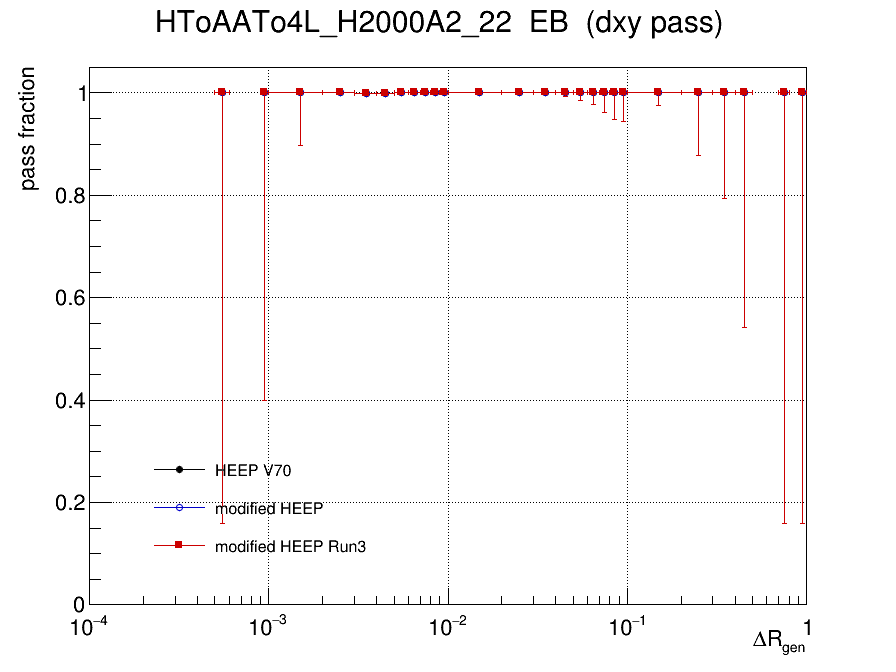 HToAATo4L_H2000A2_22 EB (dxy pass)
pass fraction
1
0.8
0.6
0.4
0.2
0
HEEP V70
modified HEEP
modified HEEP Run3
10⁻⁴ 10⁻³ 10⁻² 10⁻¹ 1
ΔR_gen